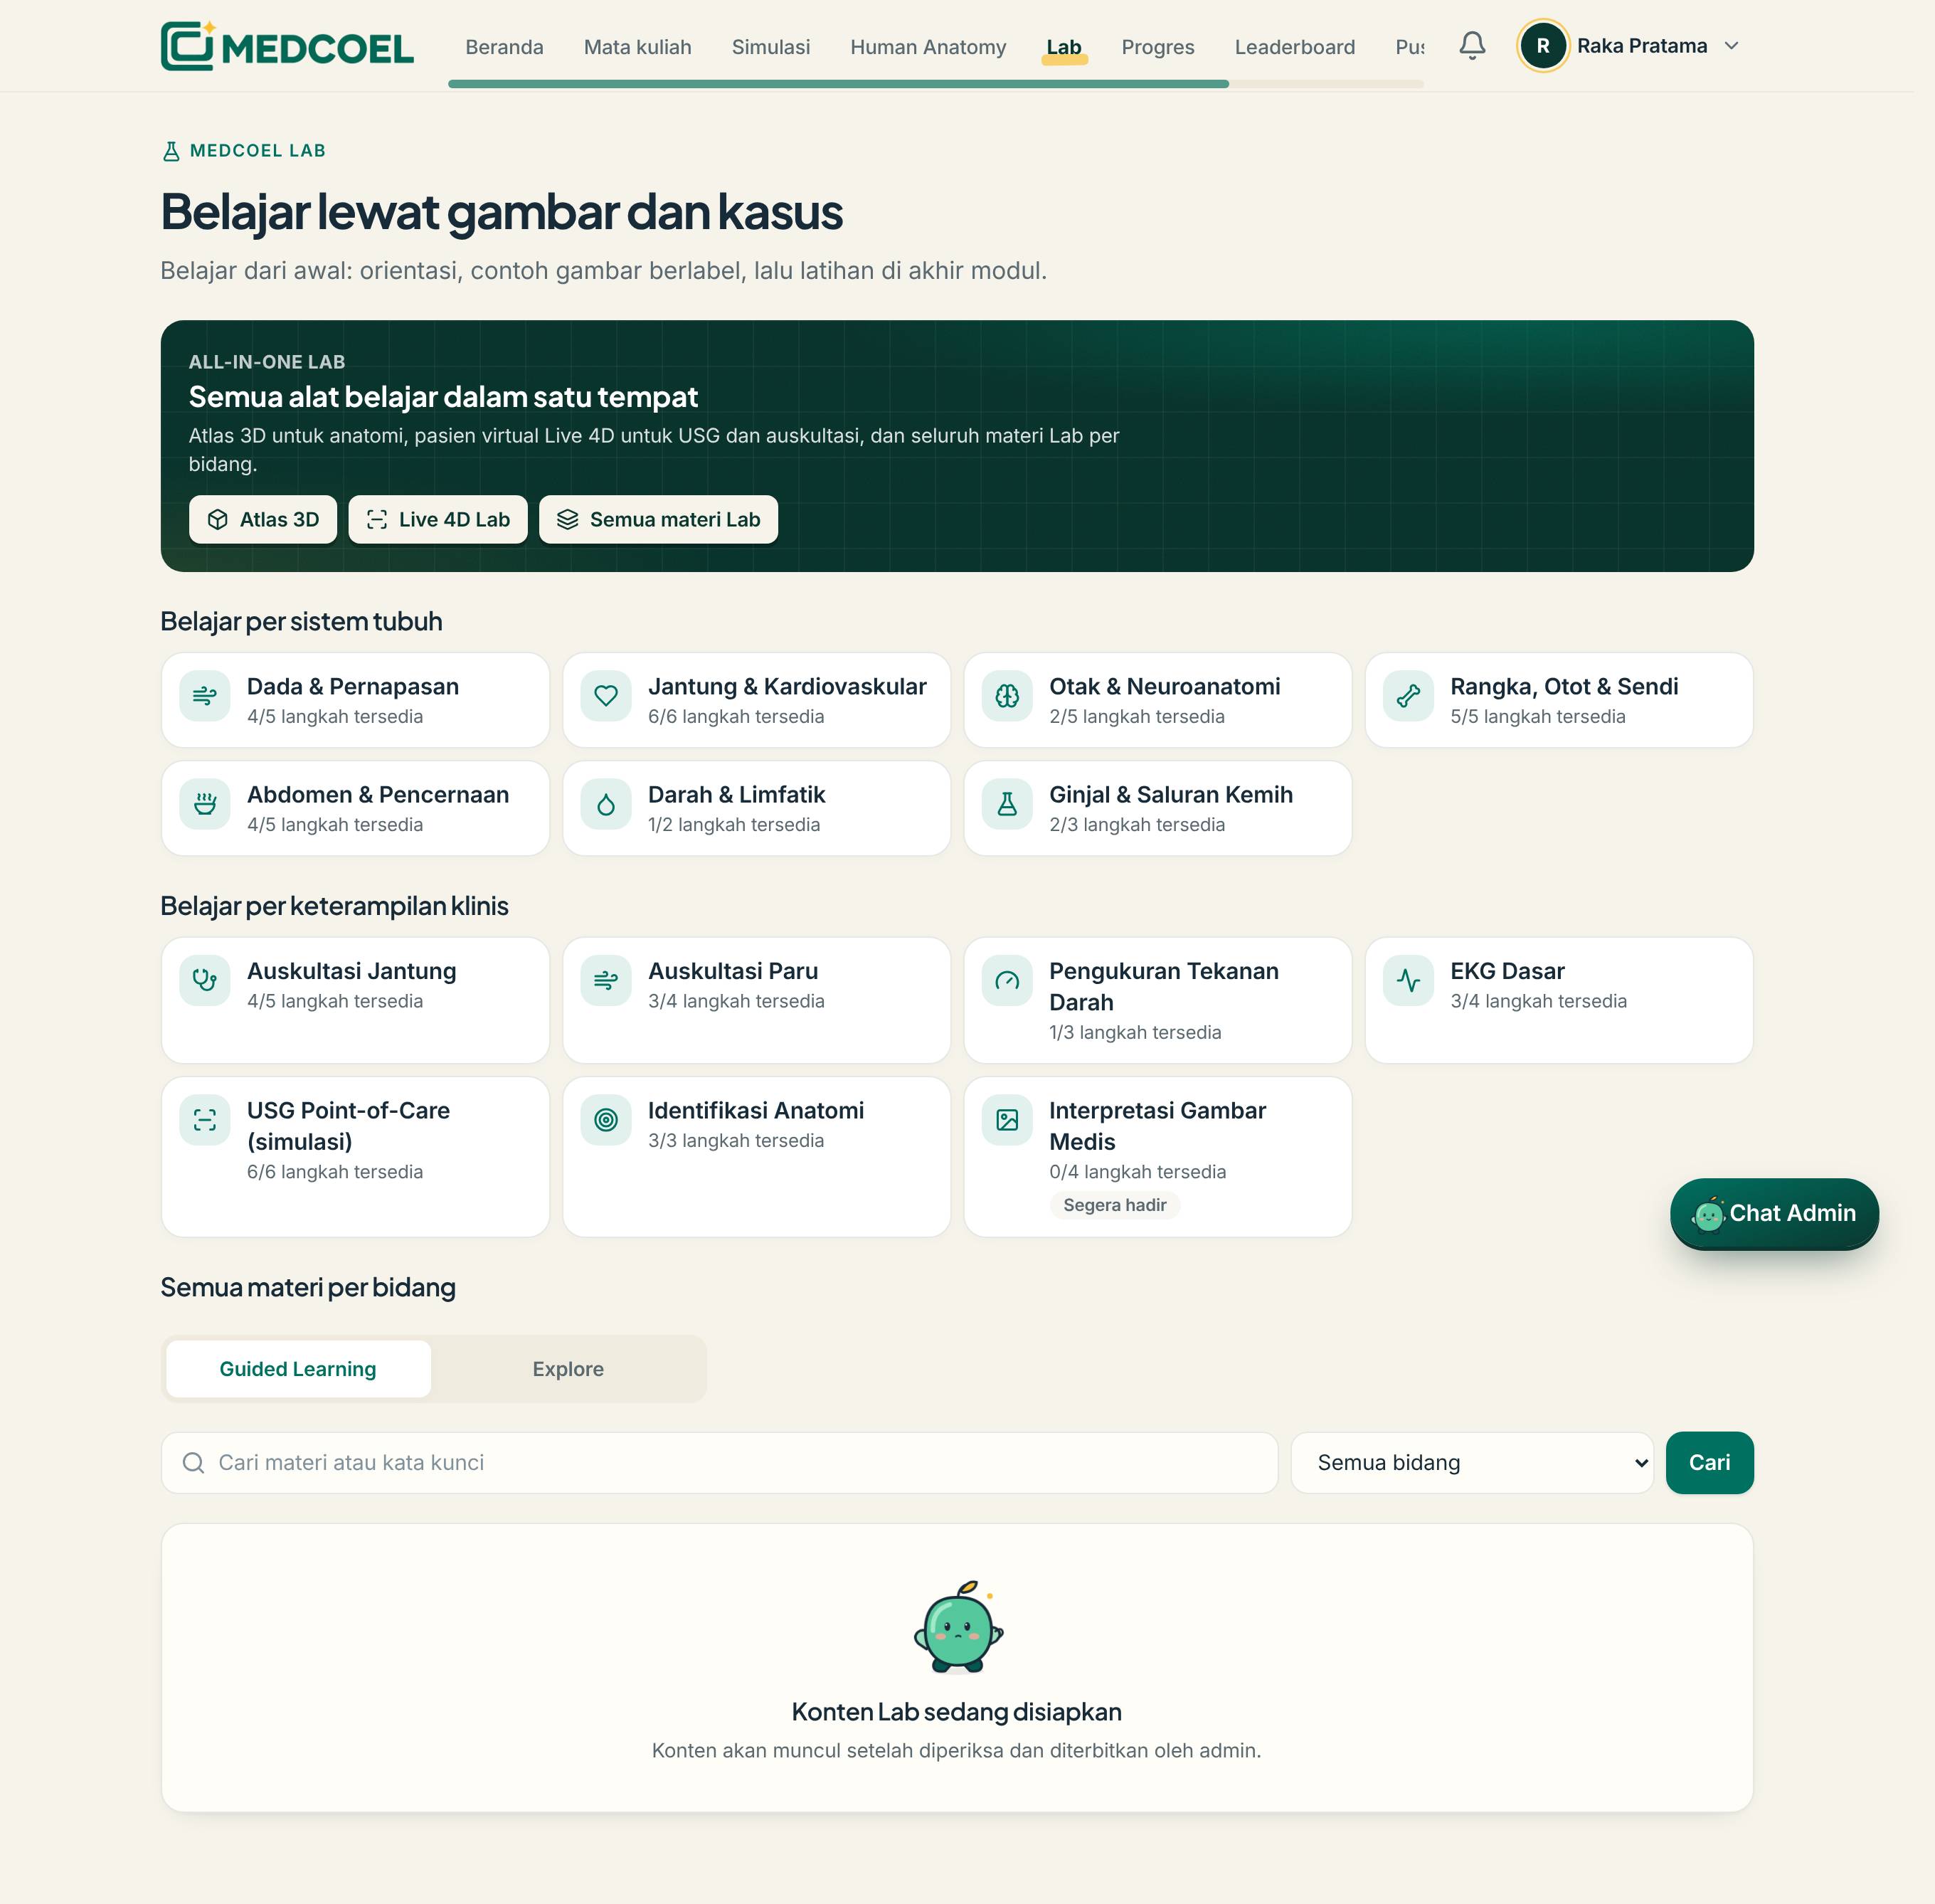 MEDCOEL
Beranda
Mata kuliah
Simulasi
Human Anatomy
Lab
Progres
Leaderboard
Pus
R
Raka Pratama
MEDCOEL LAB
Belajar lewat gambar dan kasus
Belajar dari awal: orientasi, contoh gambar berlabel, lalu latihan di akhir modul.
ALL-IN-ONE LAB
Semua alat belajar dalam satu tempat
Atlas 3D untuk anatomi, pasien virtual Live 4D untuk USG dan auskultasi, dan seluruh materi Lab per
bidang.
Atlas 3D
Live 4D Lab
Semua materi Lab
Belajar per sistem tubuh
Dada & Pernapasan
4/5 langkah tersedia
Jantung & Kardiovaskular
6/6 langkah tersedia
Otak & Neuroanatomi
2/5 langkah tersedia
Rangka, Otot & Sendi
5/5 langkah tersedia
Abdomen & Pencernaan
4/5 langkah tersedia
Darah & Limfatik
1/2 langkah tersedia
Ginjal & Saluran Kemih
2/3 langkah tersedia
Belajar per keterampilan klinis
Auskultasi Jantung
4/5 langkah tersedia
Auskultasi Paru
3/4 langkah tersedia
Pengukuran Tekanan
Darah
1/3 langkah tersedia
EKG Dasar
3/4 langkah tersedia
USG Point-of-Care
(simulasi)
6/6 langkah tersedia
Identifikasi Anatomi
3/3 langkah tersedia
Interpretasi Gambar
Medis
0/4 langkah tersedia
Segera hadir
Chat Admin
Semua materi per bidang
Guided Learning
Explore
Cari materi atau kata kunci
Semua bidang
Cari
Konten Lab sedang disiapkan
Konten akan muncul setelah diperiksa dan diterbitkan oleh admin.